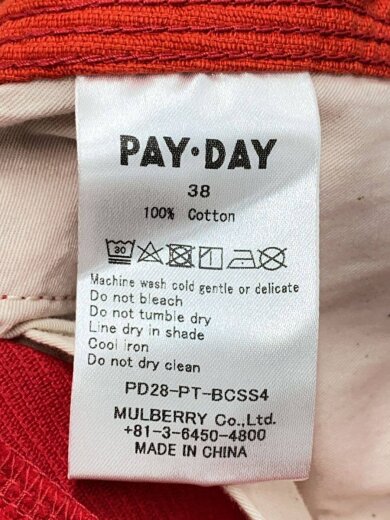 PAY·DAY
38
100% Cotton
30
Machine wash cold gentle or delicate
Do not bleach
Do not tumble dry
Line dry in shade
Cool iron
Do not dry clean
PD28-PT-BCSS4
MULBERRY Co.,Ltd.
+81-3-6450-4800
MADE IN CHINA